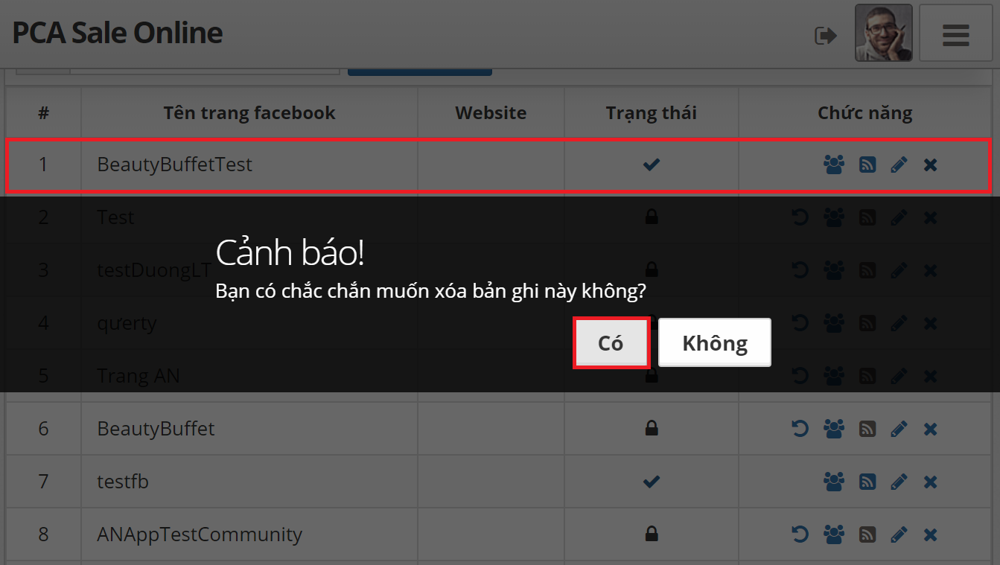 PCA Sale Online
# Tên trang facebook Website Trạng thái Chức năng
1 BeautyBuffetTest
2 Test
Cảnh báo!
3 testDuongLT
Bạn có chắc chắn muốn xóa bản ghi này không?
4 qưerty
Có Không
5 Trang AN
6 BeautyBuffet
7 testfb
8 ANAppTestCommunity